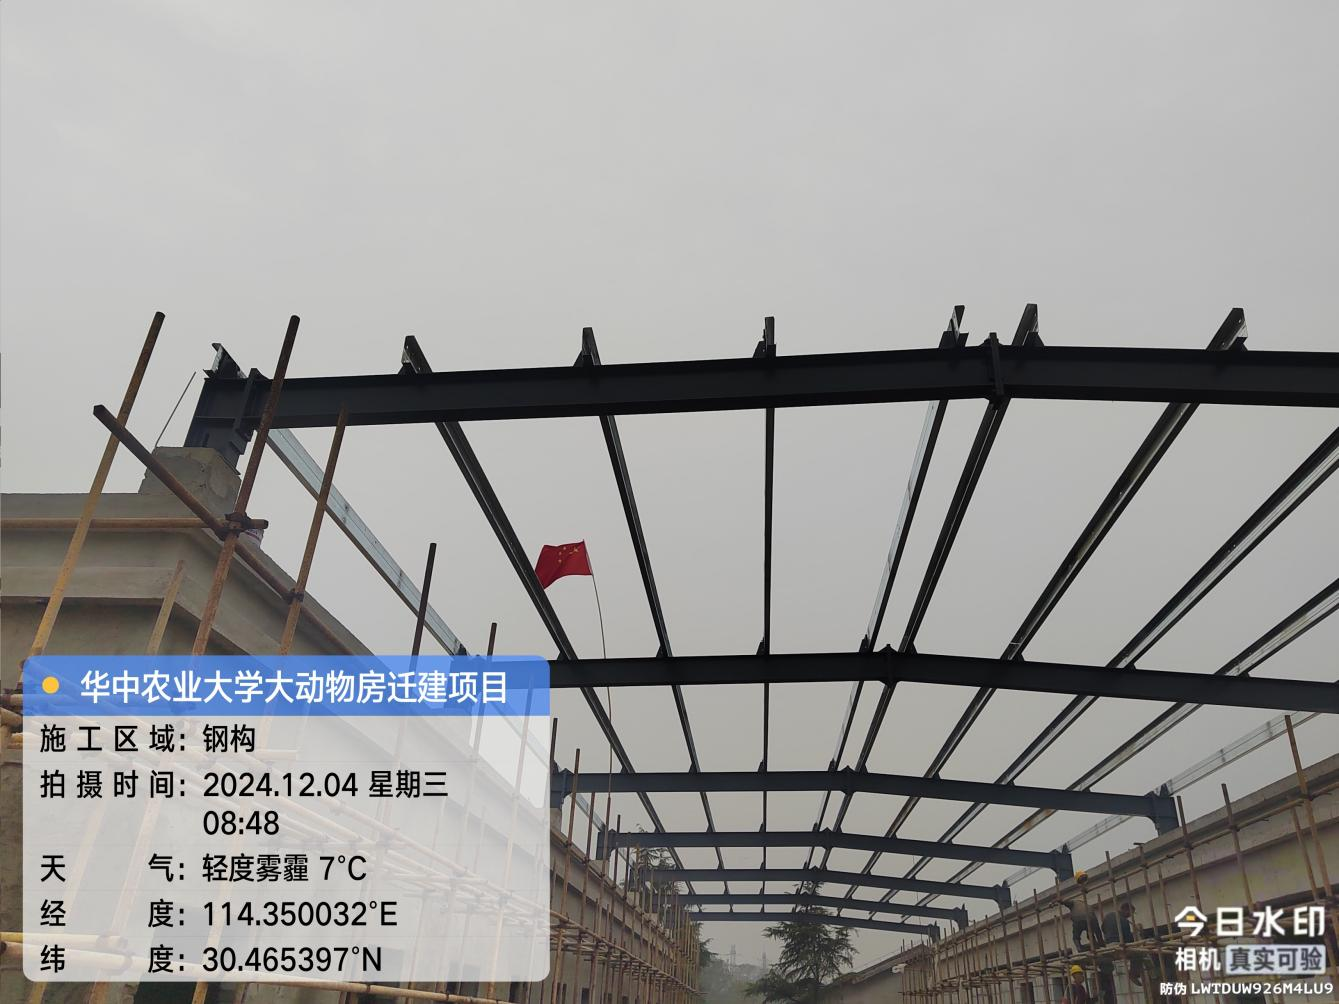 华中农业大学大动物房迁建项目
施工区域：钢构
拍摄时间：2024.12.04 星期三
08:48
天气：轻度雾霾 7°C
经度：114.350032°E
纬度：30.465397°N
今日水印
相机 真实可验
防伪 LWTDUW926M4LU9